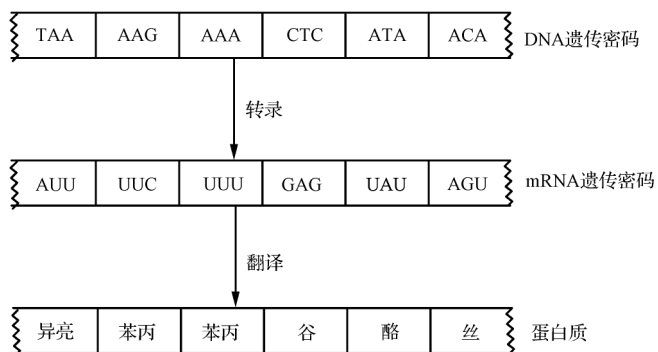 TAA AAG AAA CTC ATA ACA DNA遗传密码
转录
AUU UUC UUU GAG UAU AGU mRNA遗传密码
翻译
异亮 苯丙 苯丙 谷 酪 丝 蛋白质